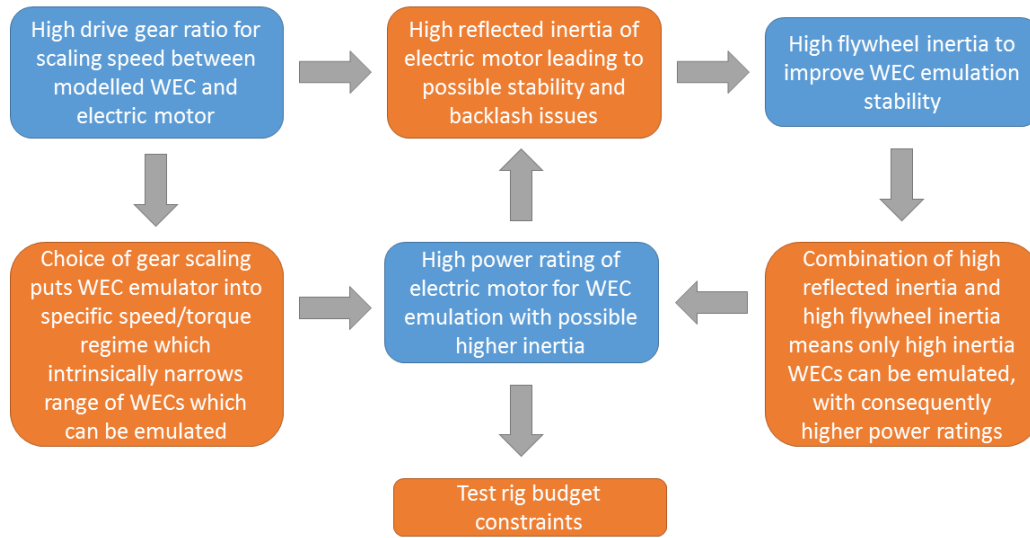 High drive gear ratio for
scaling speed between
modelled WEC and
electric motor
High reflected inertia of
electric motor leading to
possible stability and
backlash issues
High flywheel inertia to
improve WEC emulation
stability
Choice of gear scaling
puts WEC emulator into
specific speed/torque
regime which
intrinsically narrows
range of WECs which
can be emulated
High power rating of
electric motor for WEC
emulation with possible
higher inertia
Combination of high
reflected inertia and
high flywheel inertia
means only high inertia
WECs can be emulated,
with consequently
higher power ratings
Test rig budget
constraints